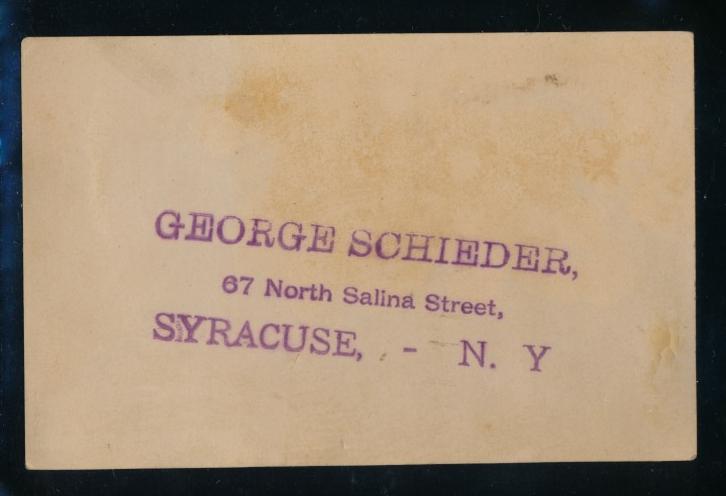 GEORGE SCHIEDER,
67 North Salina Street,
SYRACUSE, - N. Y